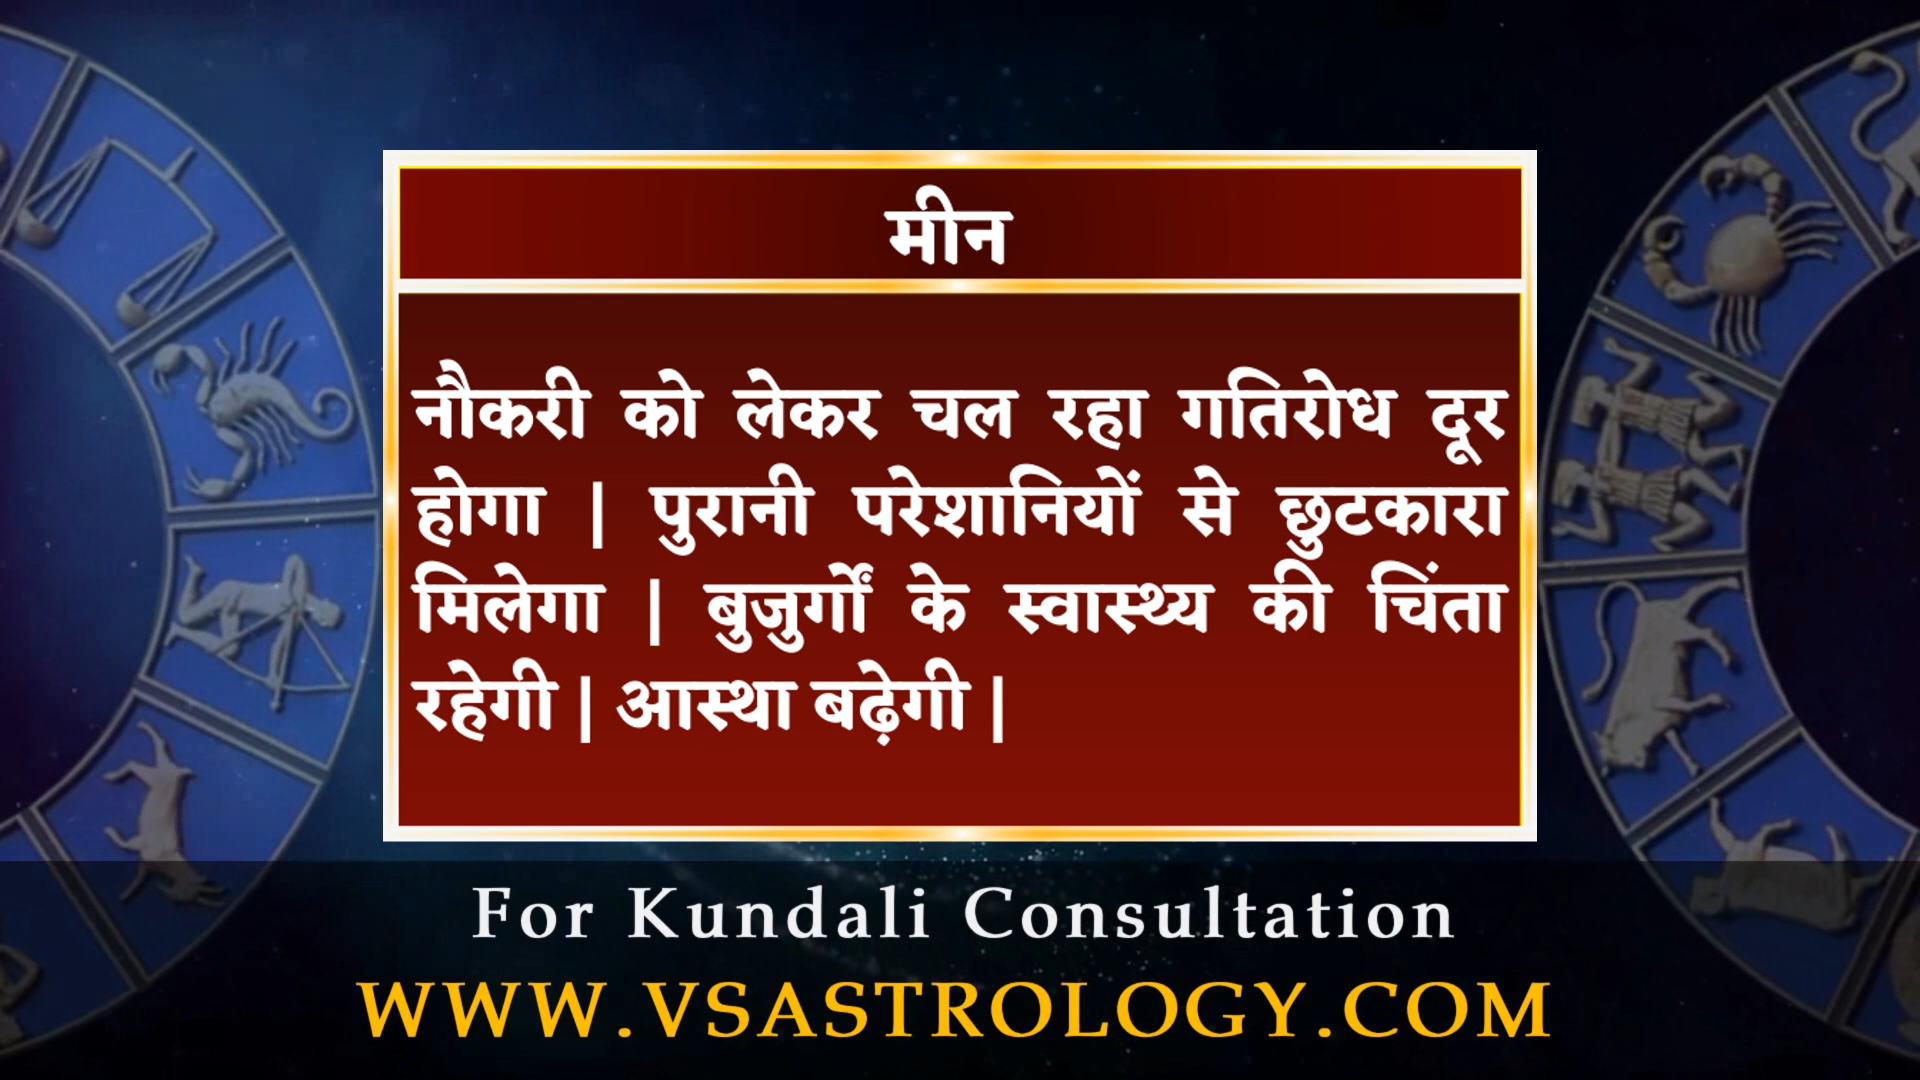 मीन
नौकरी को लेकर चल रहा गतिरोध दूर
होगा | पुरानी परेशानियों से छुटकारा
मिलेगा | बुजुर्गों के स्वास्थ्य की चिंता
रहेगी | आस्था बढ़ेगी |
For Kundali Consultation
WWW.VSASTROLOGY.COM